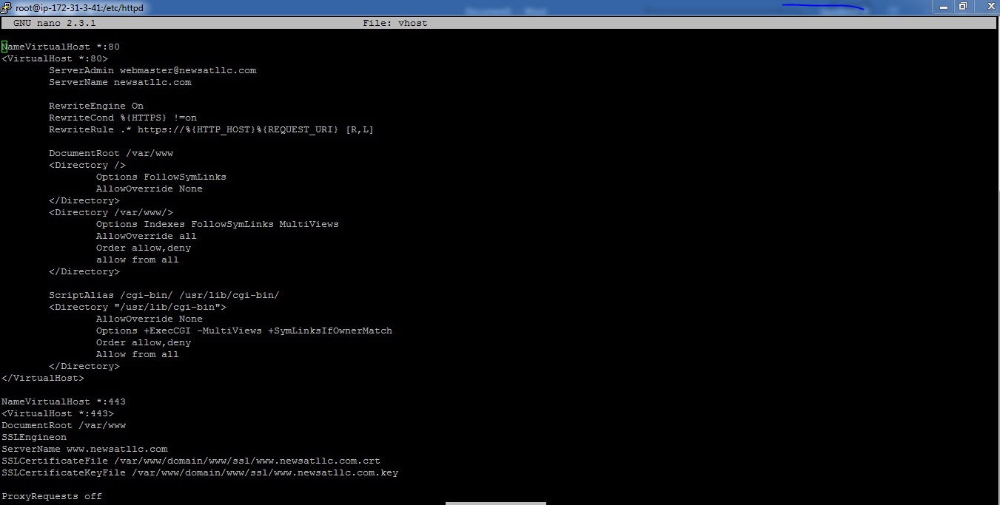 root@ip-172-31-3-41:/etc/httpd
GNU nano 2.3.1 File: vhost
NameVirtualHost *:80
<VirtualHost *:80>
ServerAdmin webmaster@newsatllc.com
ServerName newsatllc.com
RewriteEngine On
RewriteCond %{HTTPS} !=on
RewriteRule .* https://%{HTTP_HOST}%{REQUEST_URI} [R,L]
DocumentRoot /var/www
<Directory />
Options FollowSymLinks
AllowOverride None
</Directory>
<Directory /var/www/>
Options Indexes FollowSymLinks MultiViews
AllowOverride all
Order allow,deny
allow from all
</Directory>
ScriptAlias /cgi-bin/ /usr/lib/cgi-bin/
<Directory "/usr/lib/cgi-bin">
AllowOverride None
Options +ExecCGI -MultiViews +SymLinksIfOwnerMatch
Order allow,deny
Allow from all
</Directory>
</VirtualHost>
NameVirtualHost *:443
<VirtualHost *:443>
DocumentRoot /var/www
SSLEngineon
ServerName www.newsatllc.com
SSLCertificateFile /var/www/domain/www/ssl/www.newsatllc.com.crt
SSLCertificateKeyFile /var/www/domain/www/ssl/www.newsatllc.com.key
ProxyRequests off